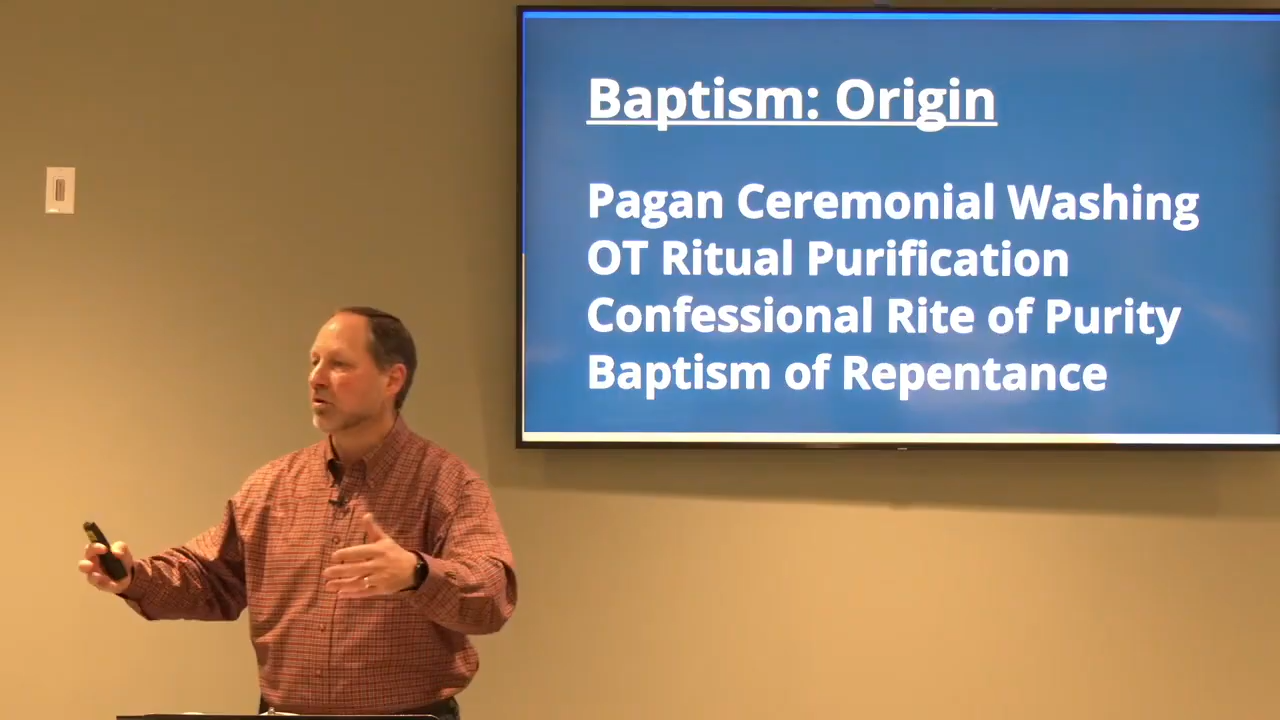 Baptism: Origin
Pagan Ceremonial Washing
OT Ritual Purification
Confessional Rite of Purity
Baptism of Repentance